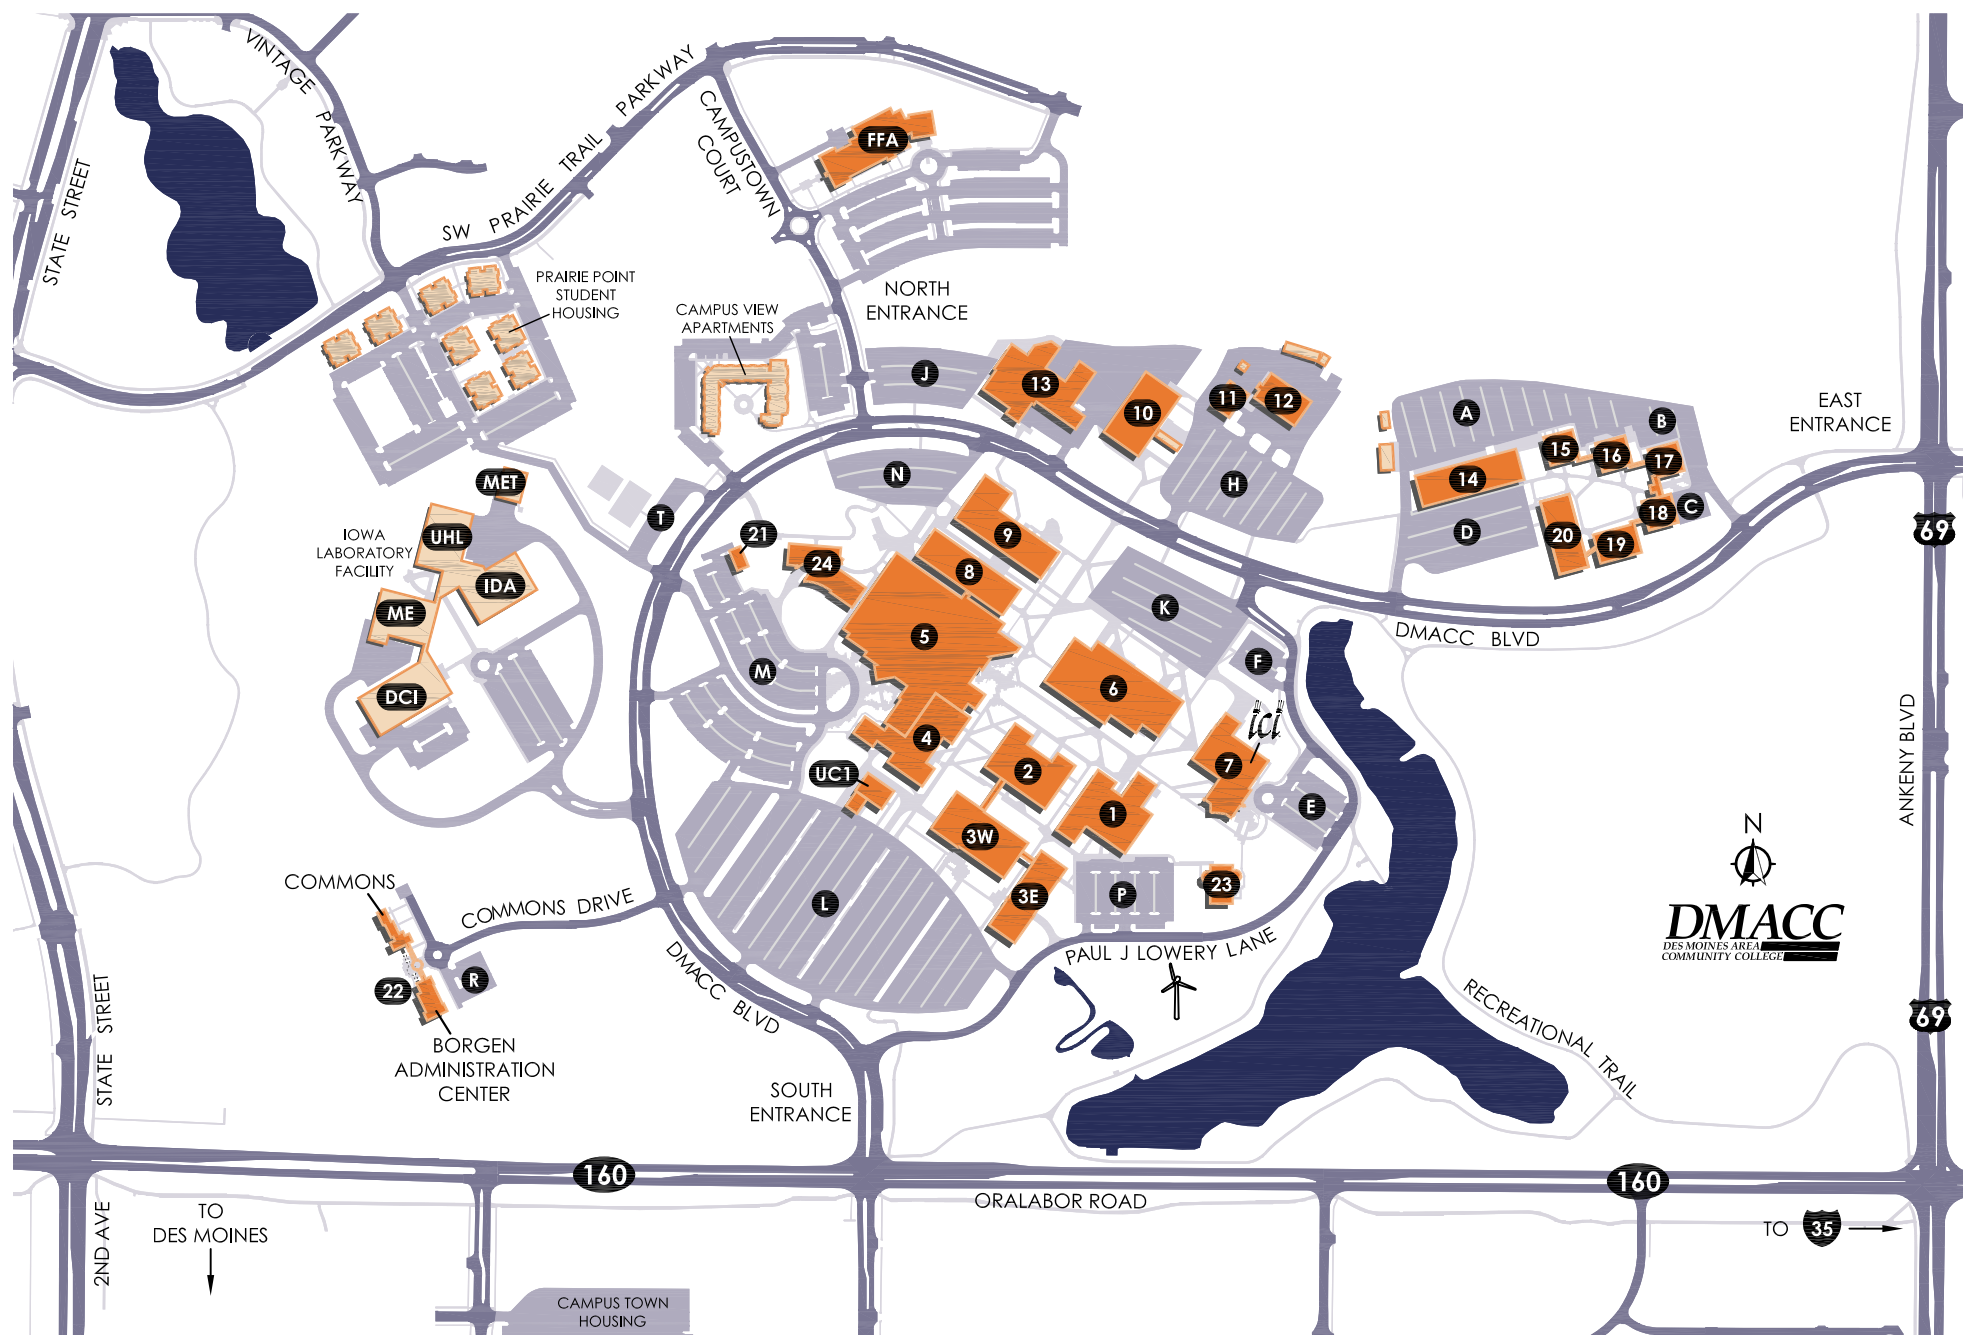 VINTAGE PARKWAY
STATE STREET
SW PRAIRIE TRAIL PARKWAY
CAMPUSTOWN
COURT
FFA
PRAIRIE POINT
STUDENT
HOUSING
CAMPUS VIEW
APARTMENTS
NORTH
ENTRANCE
J
13
10
11
12
H
N
A
B
15
16
17
14
18
C
D
20
19
EAST
ENTRANCE
69
MET
UHL
IOWA
LABORATORY
FACILITY
IDA
ME
DCI
T
21
24
9
8
5
K
F
M
6
4
ici
7
UC1
2
1
E
3W
3E
P
23
L
DMACC BLVD
ANKENY BLVD
N
DMACC
DES MOINES AREA
COMMUNITY COLLEGE
COMMONS
COMMONS DRIVE
22
R
BORGEN
ADMINISTRATION
CENTER
DMACC BLVD
PAUL J LOWERY LANE
RECREATIONAL TRAIL
69
STATE STREET
SOUTH
ENTRANCE
160
160
ORALABOR ROAD
2ND AVE
TO
DES MOINES
TO 35
CAMPUS TOWN
HOUSING